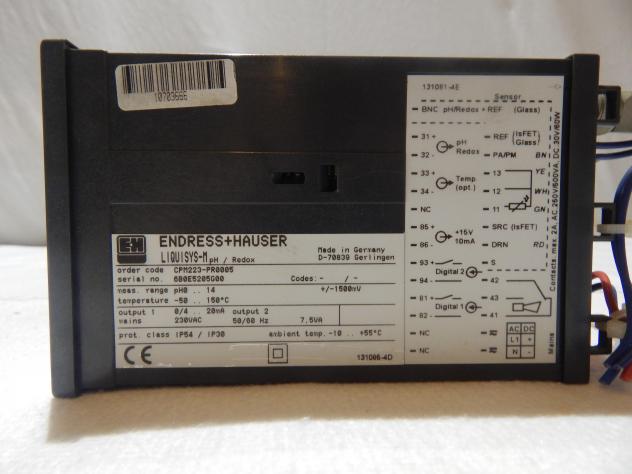 10703666
E+H
ENDRESS+HAUSER
LIQUISYS-M pH / Redox
Made in Germany
D-70839 Gerlingen
order code CPM223-PR0005
serial no. 6B0E5205G00 Codes: - / -
meas. range pH0 .. 14 +/-1500mV
temperature -50 .. 150°C
output 1 0/4 .. 20mA output 2
mains 230VAC 50/60 Hz 7,5VA
prot. class IP54 / IP30 ambient temp. -10 .. +55°C
CE
131086-4D
131081-4E
Sensor
BNC pH/Redox + REF (Glass)
31 + pH REF (IsFET Glass)
32 - Redox PA/PM BN
33 + Temp. 13 YE
34 - (opt.) 12 WH
NC 11 GN
85 + +15V SRC (IsFET)
86 - 10mA DRN RD
93 + S
94 - Digital 2 42
81 + 43
82 - Digital 1 41
NC AC DC
L1 +
NC N -
Contacts: max. 2A, AC 250V/500VA, DC 30V/60W
Mains